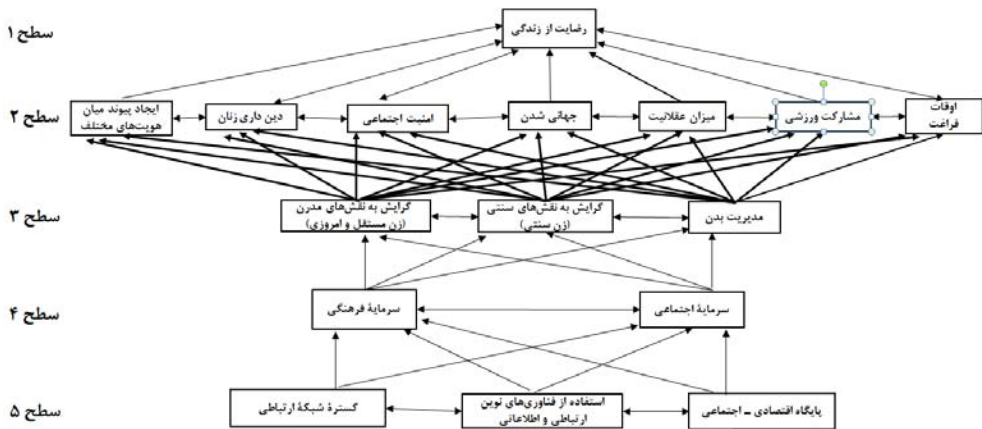 سطح ۱
رضایت از زندگی
سطح ۲
اوقات
فراغت
مشارکت ورزشی
میزان عقلانیت
جهانی شدن
امنیت اجتماعی
دین داری زنان
ایجاد پیوند میان
هویت‌های مختلف
سطح ۳
مدیریت بدن
گرایش به نقش‌های سنتی
(زن سنتی)
گرایش به نقش‌های مدرن
(زن مستقل و امروزی)
سطح ۴
سرمایهٔ اجتماعی
سرمایهٔ فرهنگی
سطح ۵
پایگاه اقتصادی ـ اجتماعی
استفاده از فناوری‌های نوین
ارتباطی و اطلاعاتی
گسترهٔ شبکهٔ ارتباطی